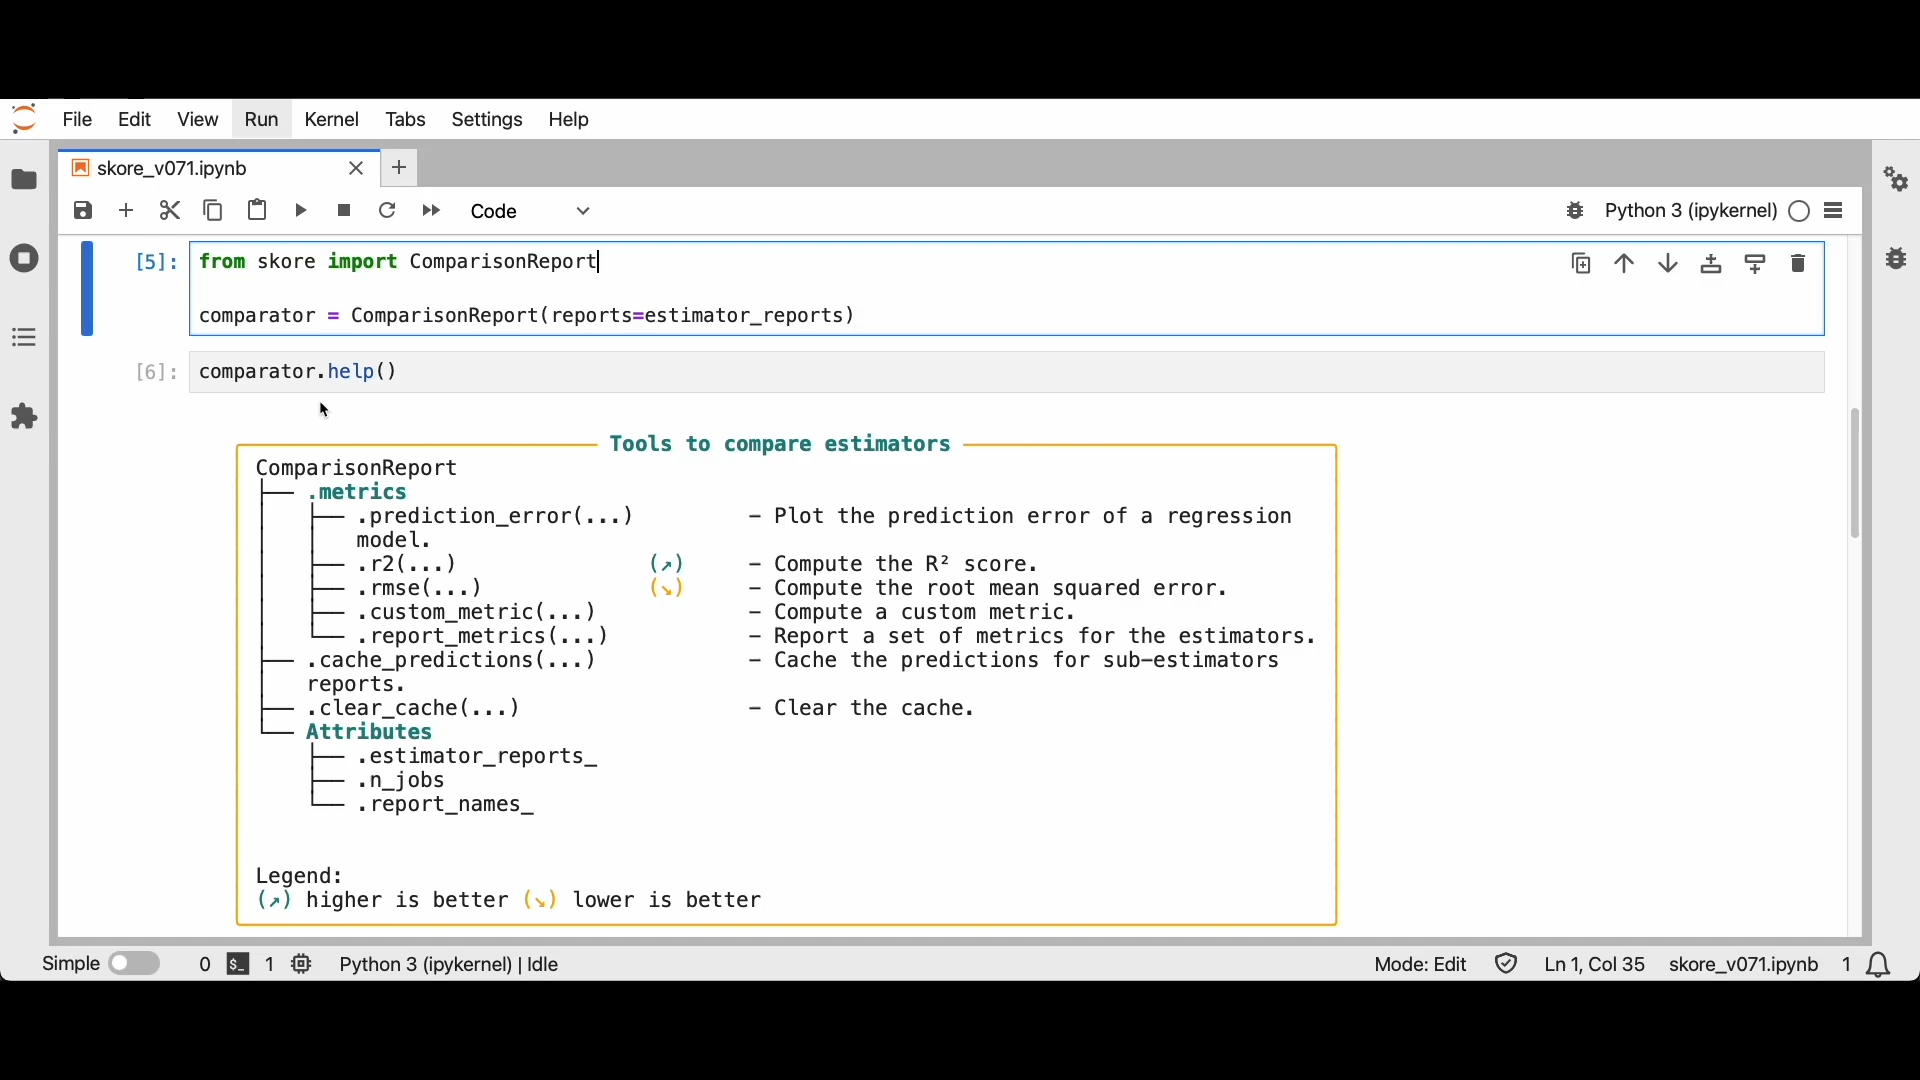 File Edit View Run Kernel Tabs Settings Help
skore_v071.ipynb
Code
Python 3 (ipykernel)
[5]: from skore import ComparisonReport
comparator = ComparisonReport(reports=estimator_reports)
[6]: comparator.help()
Tools to compare estimators
ComparisonReport
.metrics
.prediction_error(...) - Plot the prediction error of a regression
model.
.r2(...) (↗) - Compute the R² score.
.rmse(...) (↘) - Compute the root mean squared error.
.custom_metric(...) - Compute a custom metric.
.report_metrics(...) - Report a set of metrics for the estimators.
.cache_predictions(...) - Cache the predictions for sub-estimators
reports.
.clear_cache(...) - Clear the cache.
Attributes
.estimator_reports_
.n_jobs
.report_names_
Legend:
(↗) higher is better (↘) lower is better
Simple 0 $_ 1 Python 3 (ipykernel) | Idle Mode: Edit Ln 1, Col 35 skore_v071.ipynb 1